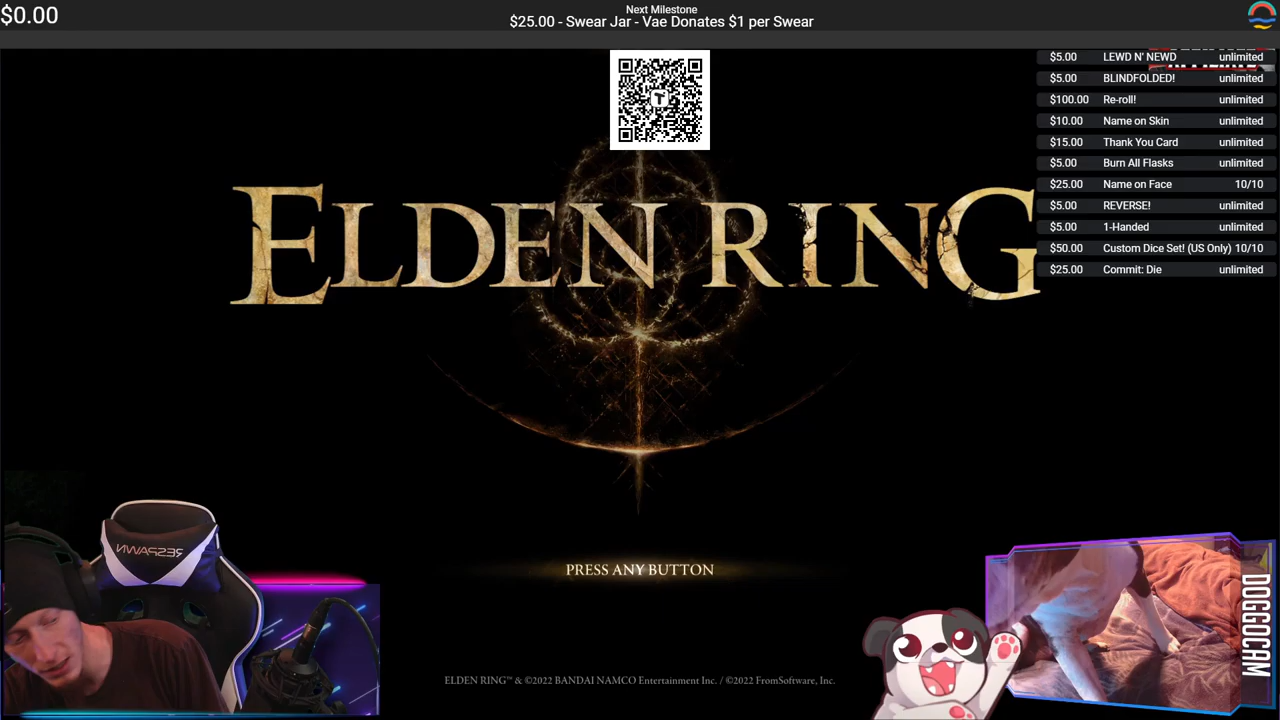 $0.00
Next Milestone
$25.00 - Swear Jar - Vae Donates $1 per Swear
$5.00 LEWD N' NEWD unlimited
$5.00 BLINDFOLDED! unlimited
$100.00 Re-roll! unlimited
$10.00 Name on Skin unlimited
$15.00 Thank You Card unlimited
$5.00 Burn All Flasks unlimited
$25.00 Name on Face 10/10
$5.00 REVERSE! unlimited
$5.00 1-Handed unlimited
$50.00 Custom Dice Set! (US Only) 10/10
$25.00 Commit: Die unlimited
T
ELDEN RING
RESPAWN
PRESS ANY BUTTON
DOGGOCAM
ELDEN RING™ & ©2022 BANDAI NAMCO Entertainment Inc. / ©2022 FromSoftware, Inc.